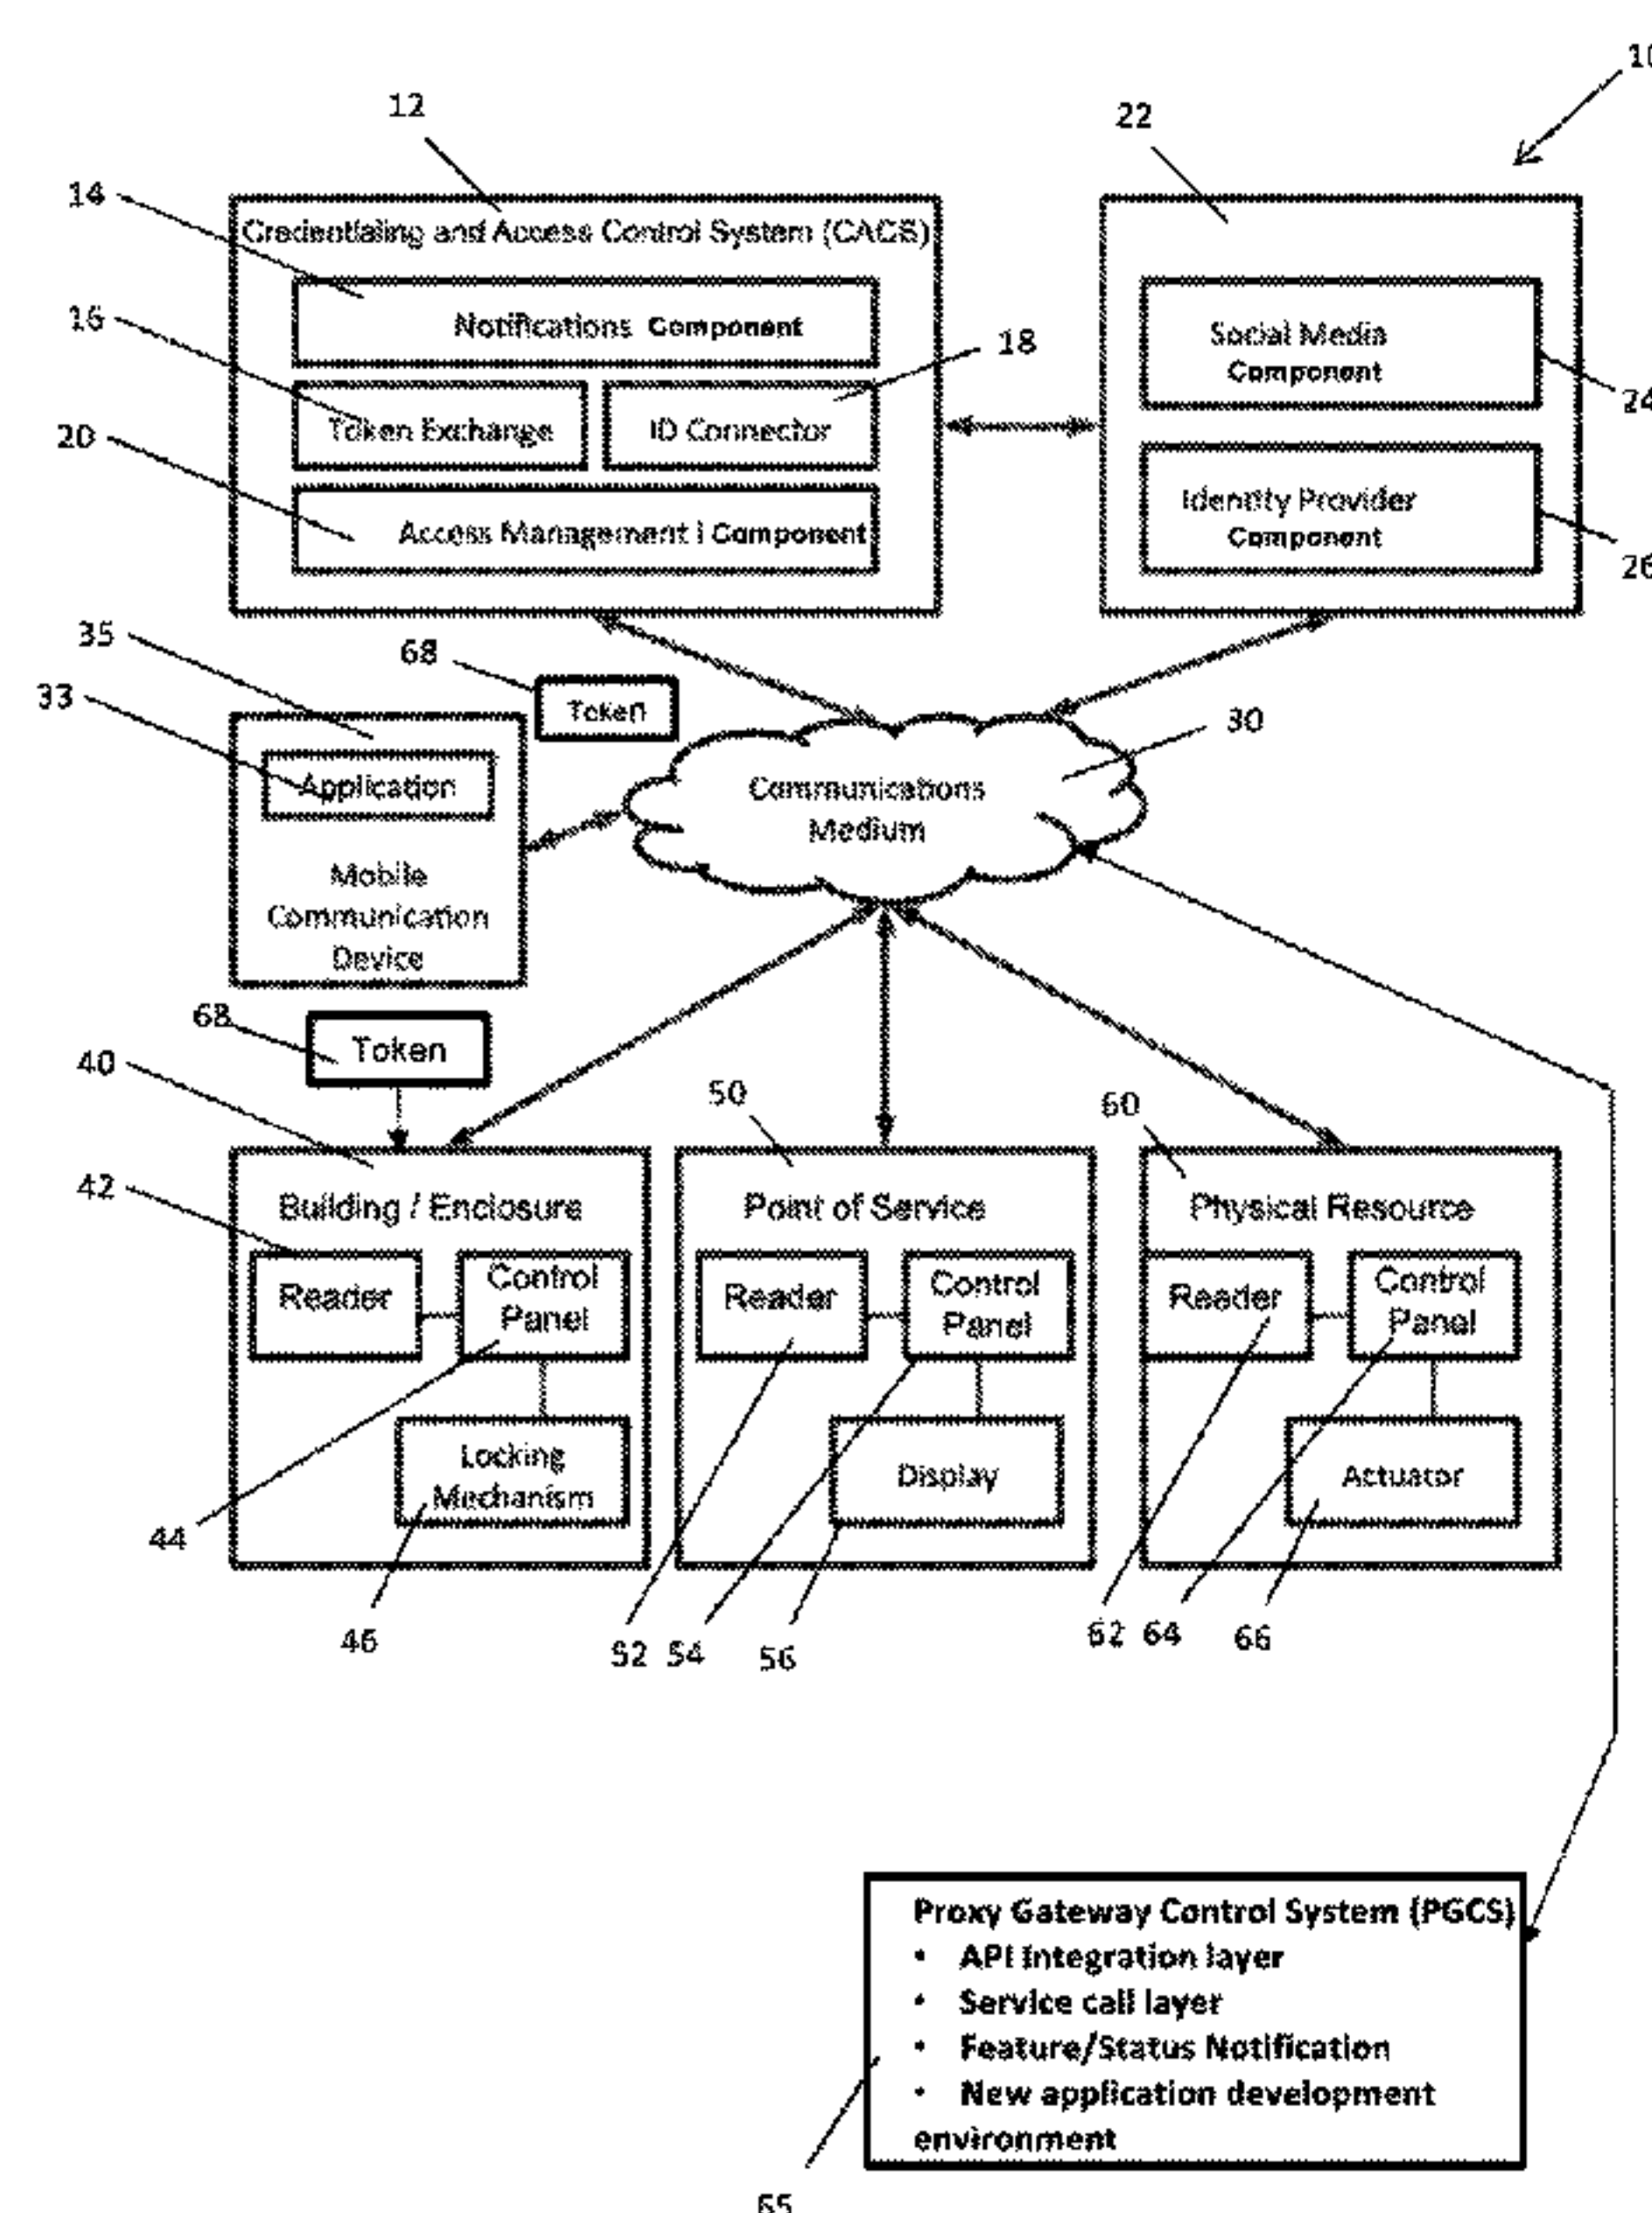 10
12
22
14
Credentialing and Access Control System (CACS)
Notifications Component
16
18
Social Media
Component
24
Token Exchange
ID Connector
20
Identity Provider
Component
Access Management | Component
26
35
68
33
Token
30
Application
Communications
Medium
Mobile
Communication
Device
68
Token
40
50
60
42
Building / Enclosure
Point of Service
Physical Resource
Reader
Control
Panel
Reader
Control
Panel
Reader
Control
Panel
Locking
Mechanism
Display
Actuator
44
46
52
54
56
62
64
66
Proxy Gateway Control System (PGCS)
• API Integration layer
• Service call layer
• Feature/Status Notification
• New application development
environment
65